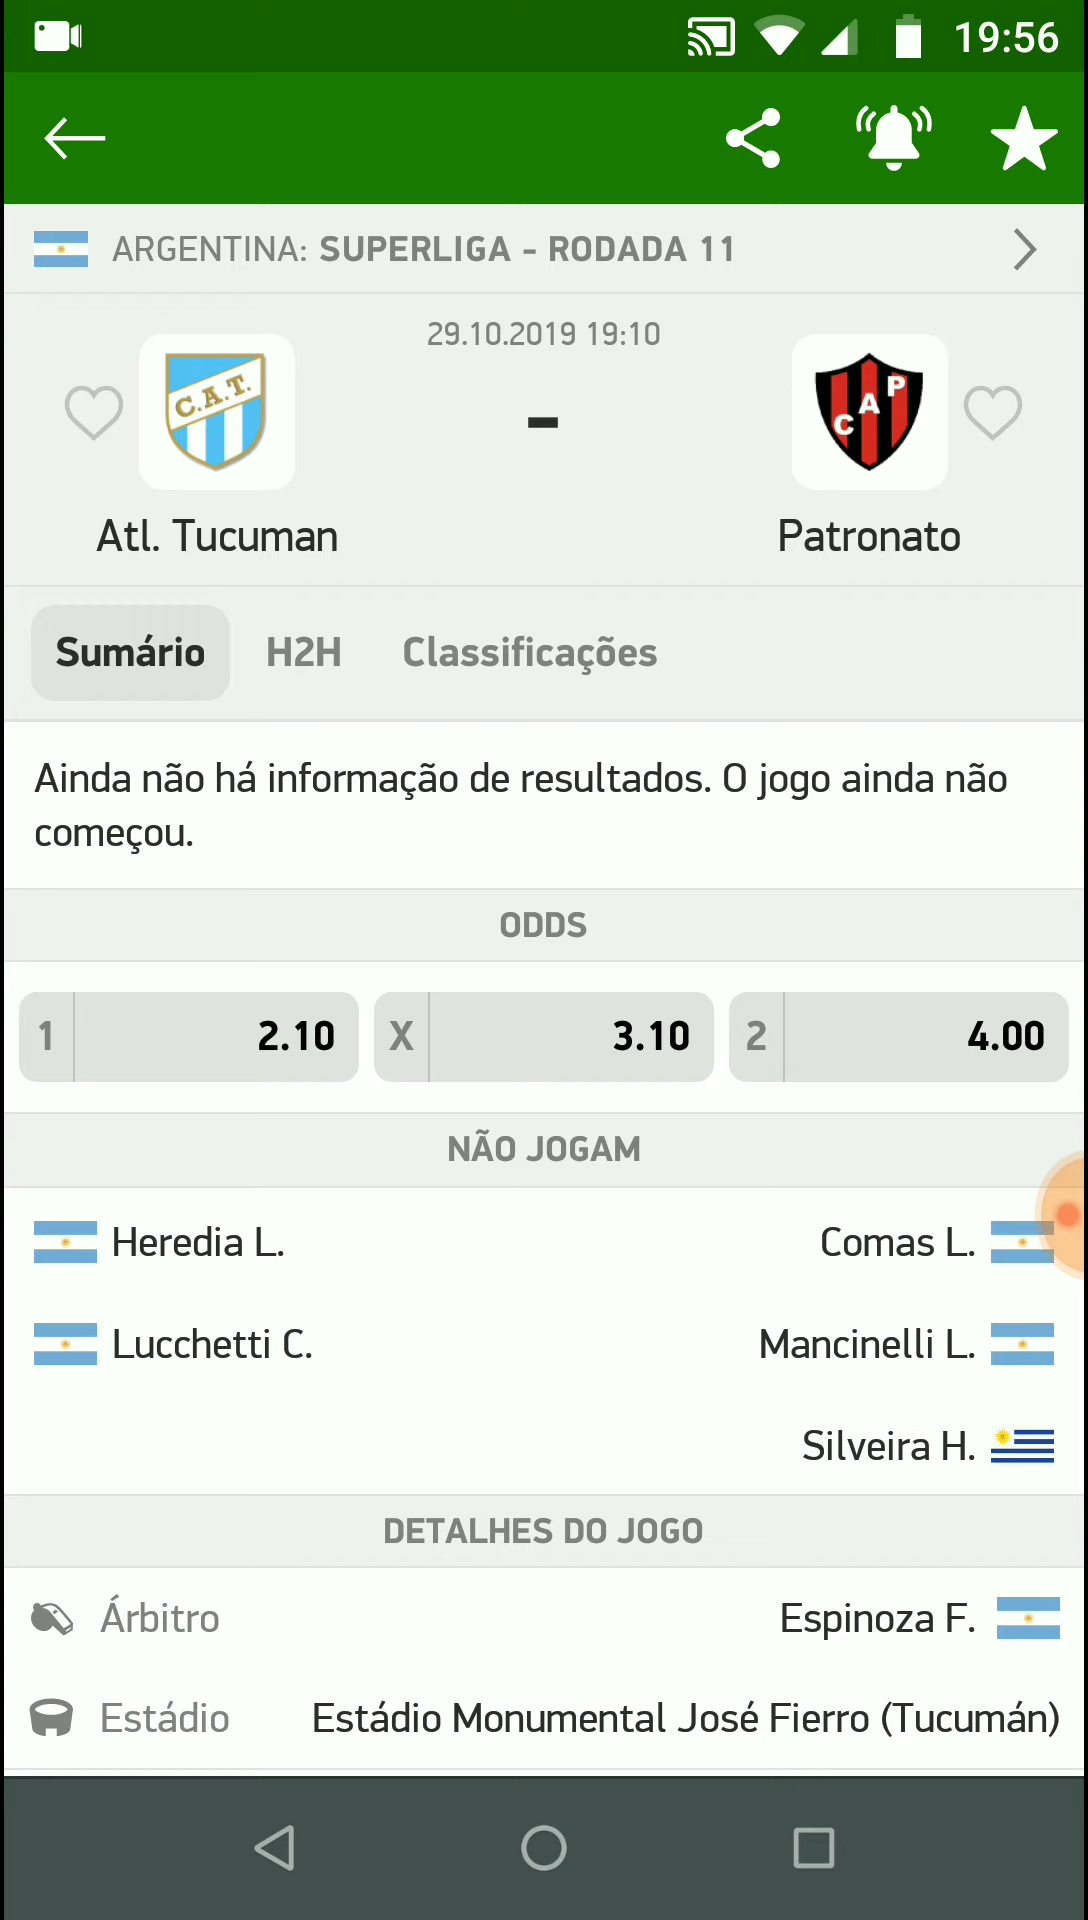 19:56
ARGENTINA: SUPERLIGA - RODADA 11
29.10.2019 19:10
C.A.T.
-
C A P
Atl. Tucuman
Patronato
Sumário H2H Classificações
Ainda não há informação de resultados. O jogo ainda não
começou.
ODDS
1 2.10 X 3.10 2 4.00
NÃO JOGAM
Heredia L. Comas L.
Lucchetti C. Mancinelli L.
Silveira H.
DETALHES DO JOGO
Árbitro Espinoza F.
Estádio Estádio Monumental José Fierro (Tucumán)